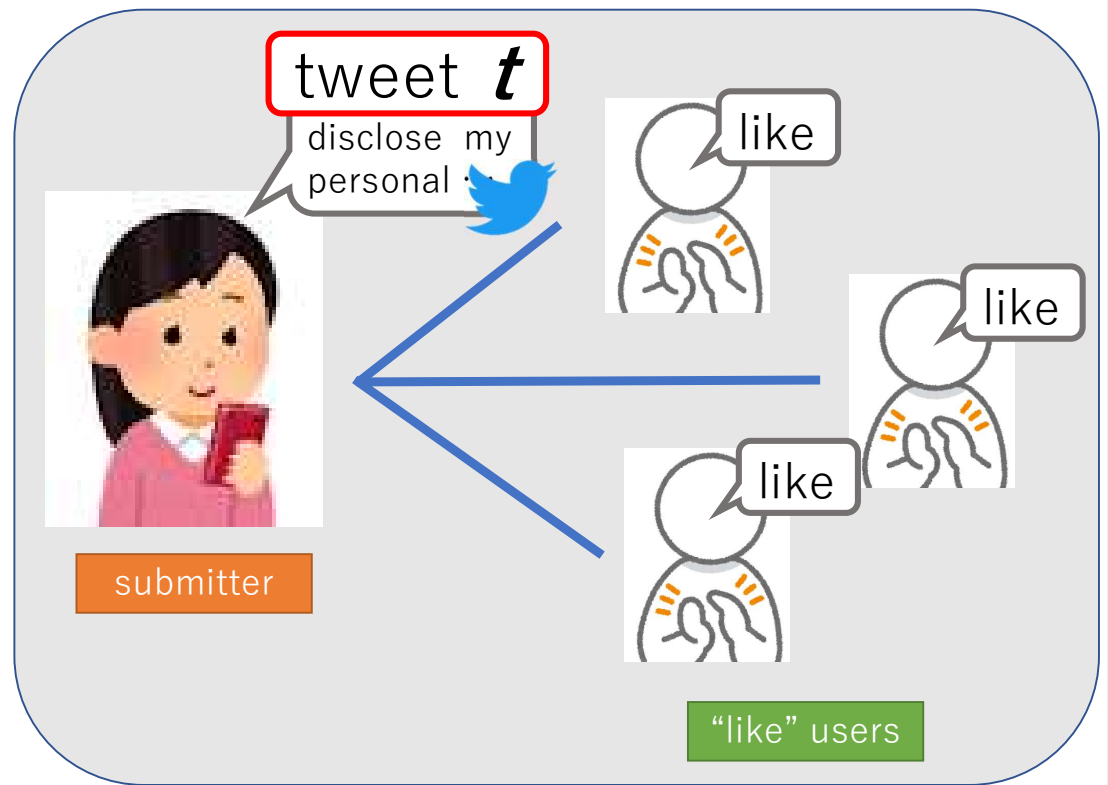 tweet t
disclose my
personal ・
like
like
like
submitter
“like” users